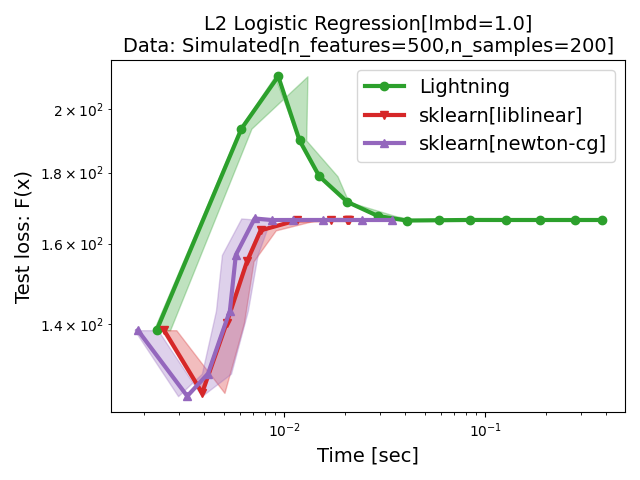 L2 Logistic Regression[lmbd=1.0]
Data: Simulated[n_features=500,n_samples=200]
Test loss: F(x)
2 × 10²
1.8 × 10²
1.6 × 10²
1.4 × 10²
Lightning
sklearn[liblinear]
sklearn[newton-cg]
10⁻²
10⁻¹
Time [sec]